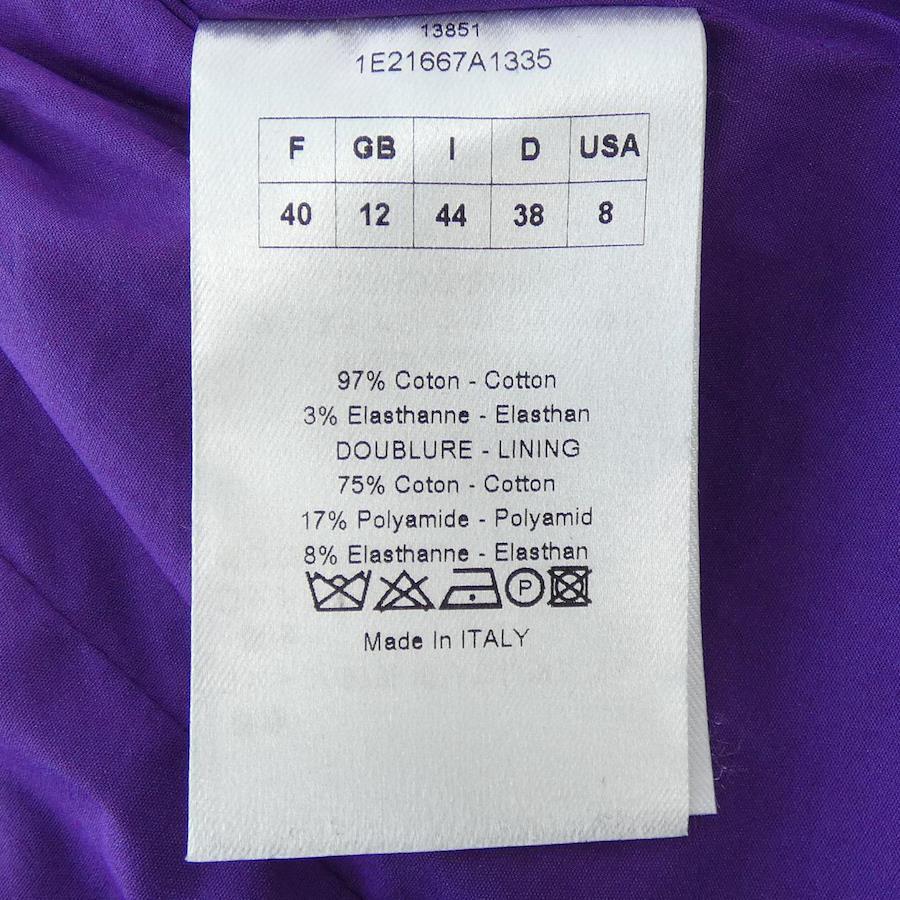 13851
1E21667A1335
F GB I D USA
40 12 44 38 8
97% Coton - Cotton
3% Elasthanne - Elasthan
DOUBLURE - LINING
75% Coton - Cotton
17% Polyamide - Polyamid
8% Elasthanne - Elasthan
P
Made In ITALY